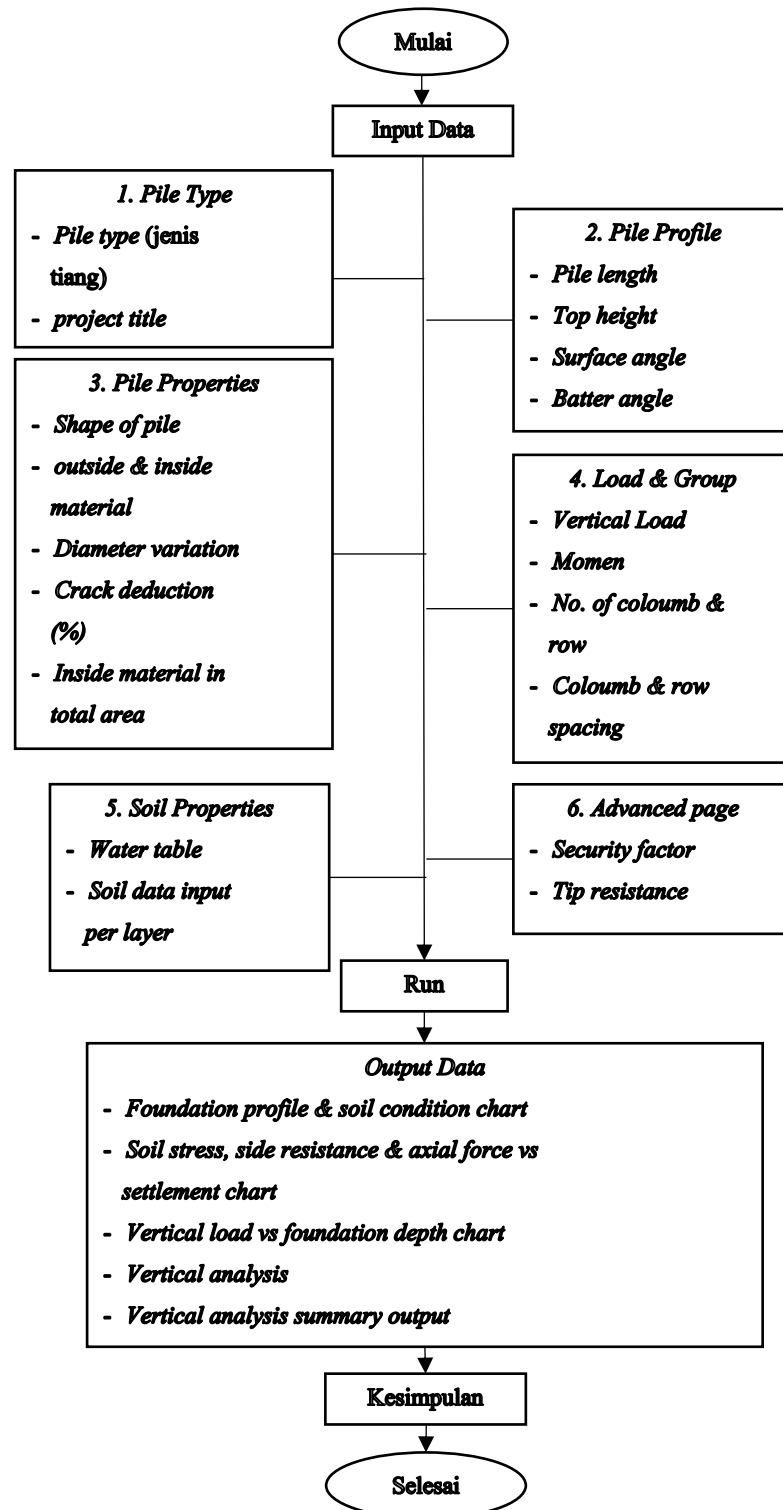 Mulai
Input Data
1. Pile Type
- Pile type (jenis
tiang)
- project title
2. Pile Profile
- Pile length
- Top height
- Surface angle
- Batter angle
3. Pile Properties
- Shape of pile
- outside & inside
material
- Diameter variation
- Crack deduction
(%)
- Inside material in
total area
4. Load & Group
- Vertical Load
- Momen
- No. of coloumb &
row
- Coloumb & row
spacing
5. Soil Properties
- Water table
- Soil data input
per layer
6. Advanced page
- Security factor
- Tip resistance
Run
Output Data
- Foundation profile & soil condition chart
- Soil stress, side resistance & axial force vs
settlement chart
- Vertical load vs foundation depth chart
- Vertical analysis
- Vertical analysis summary output
Kesimpulan
Selesai